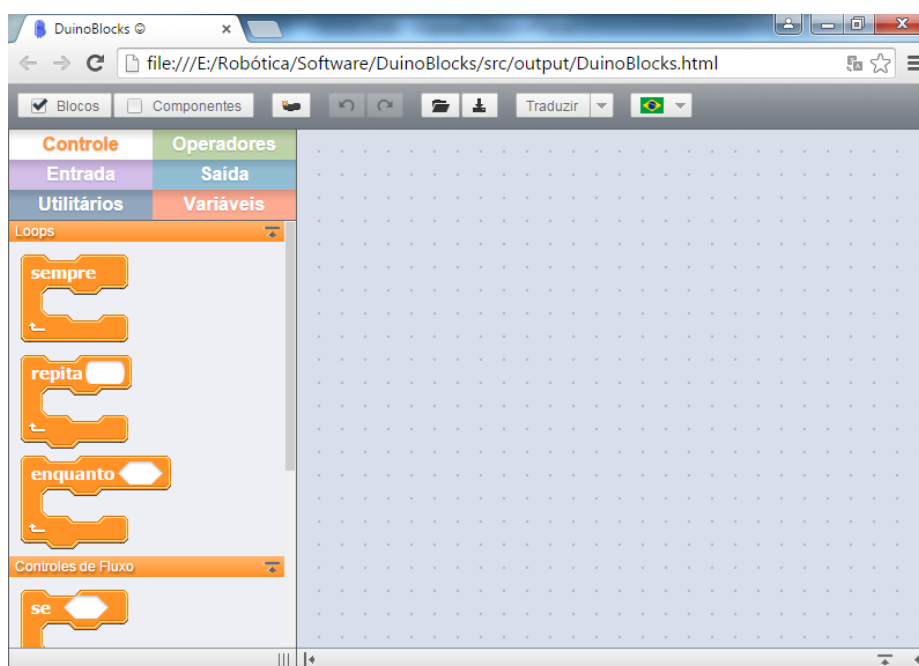 DuinoBlocks ©
file:///E:/Robótica/Software/DuinoBlocks/src/output/DuinoBlocks.html
Blocos Componentes Traduzir
Controle Operadores
Entrada Saída
Utilitários Variáveis
Loops
sempre
repita
enquanto
Controles de Fluxo
se